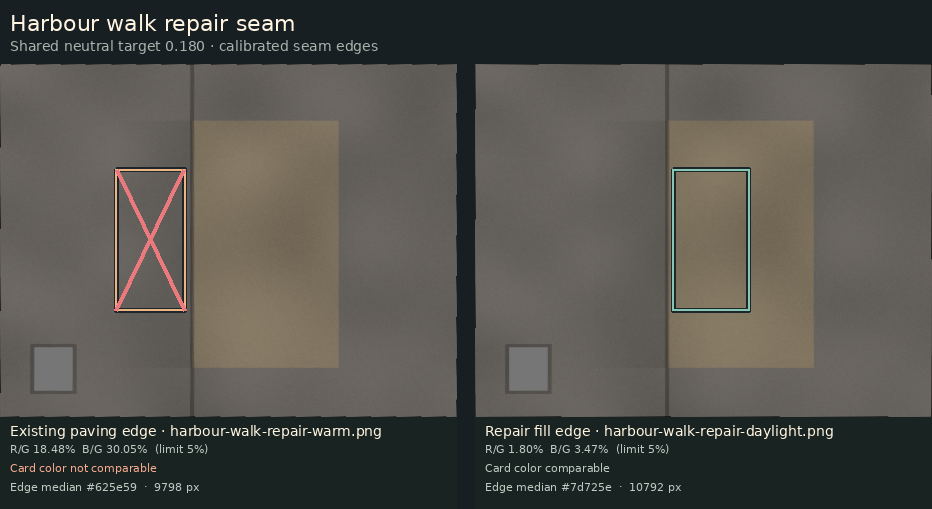 Harbour walk repair seam
Shared neutral target 0.180 · calibrated seam edges
Existing paving edge · harbour-walk-repair-warm.png
R/G 18.48%  B/G 30.05%  (limit 5%)
Card color not comparable
Edge median #625e59  ·  9798 px
Repair fill edge · harbour-walk-repair-daylight.png
R/G 1.80%  B/G 3.47%  (limit 5%)
Card color comparable
Edge median #7d725e  ·  10792 px